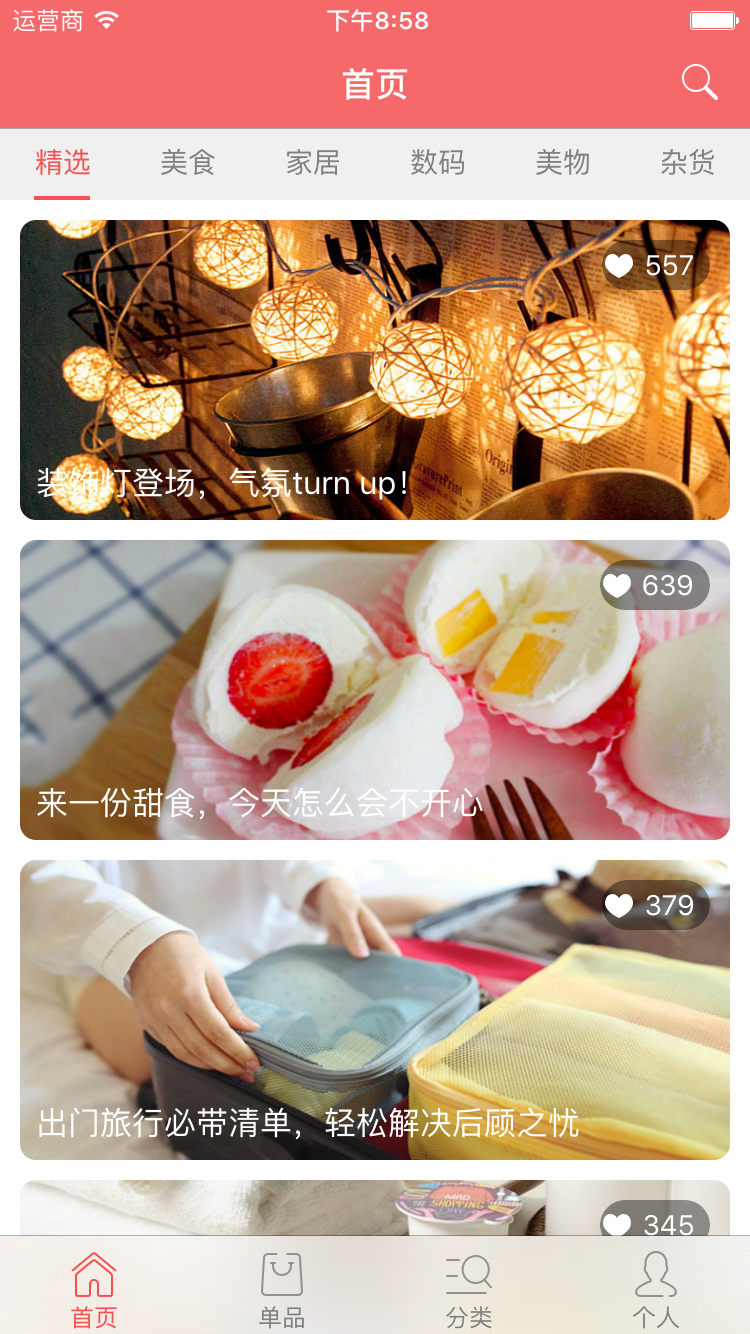 运营商 下午8:58
首页
精选 美食 家居 数码 美物 杂货
557
Original
装饰灯登场，气氛turn up！
639
来一份甜食，今天怎么会不开心
379
出门旅行必带清单，轻松解决后顾之忧
MAD
SHOPPING
345
首页 单品 分类 个人